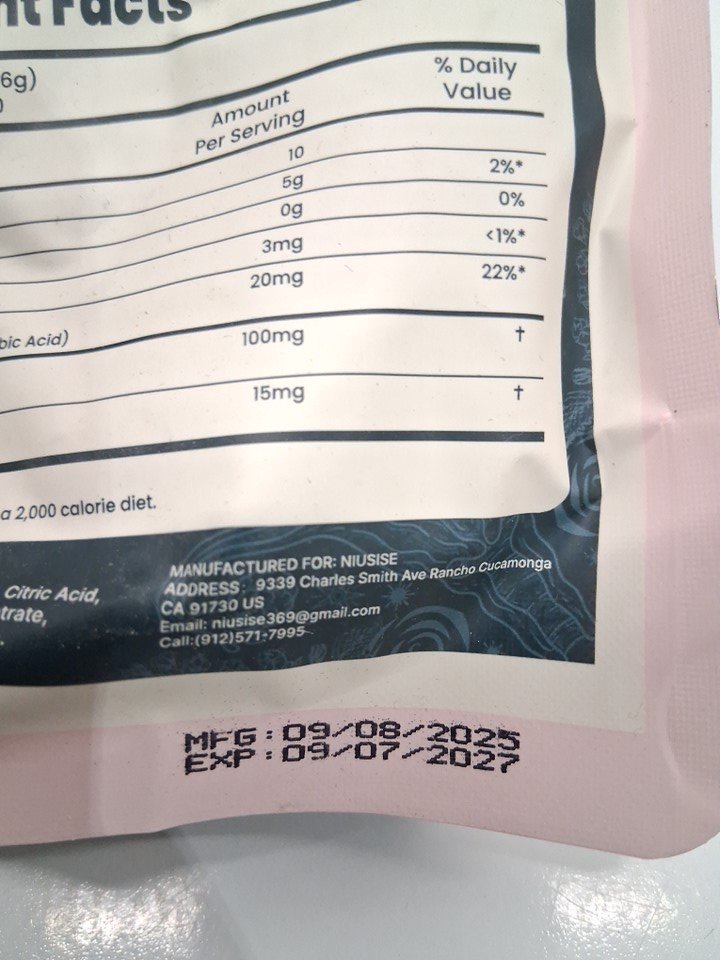 nt Facts
6g)
% Daily
Value
Amount
Per Serving
10
5g 2%*
0g 0%
3mg <1%*
20mg 22%*
bic Acid) 100mg †
15mg †
a 2,000 calorie diet.
Citric Acid,
trate,
MANUFACTURED FOR: NIUSISE
ADDRESS: 9339 Charles Smith Ave Rancho Cucamonga
CA 91730 US
Email: niusise369@gmail.com
Call:(912)571-7995
MFG:09/08/2025
EXP:09/07/2027